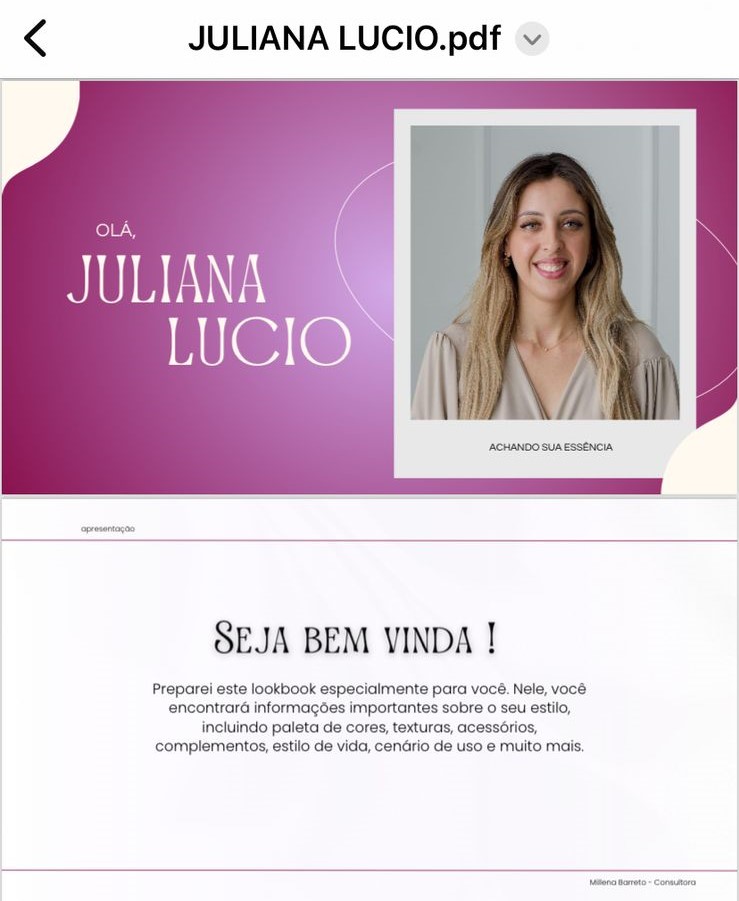 JULIANA LUCIO.pdf
OLÁ,
JULIANA
LUCIO
ACHANDO SUA ESSÊNCIA
apresentação
SEJA BEM VINDA !
Preparei este lookbook especialmente para você. Nele, você
encontrará informações importantes sobre o seu estilo,
incluindo paleta de cores, texturas, acessórios,
complementos, estilo de vida, cenário de uso e muito mais.
Millena Barreto - Consultora